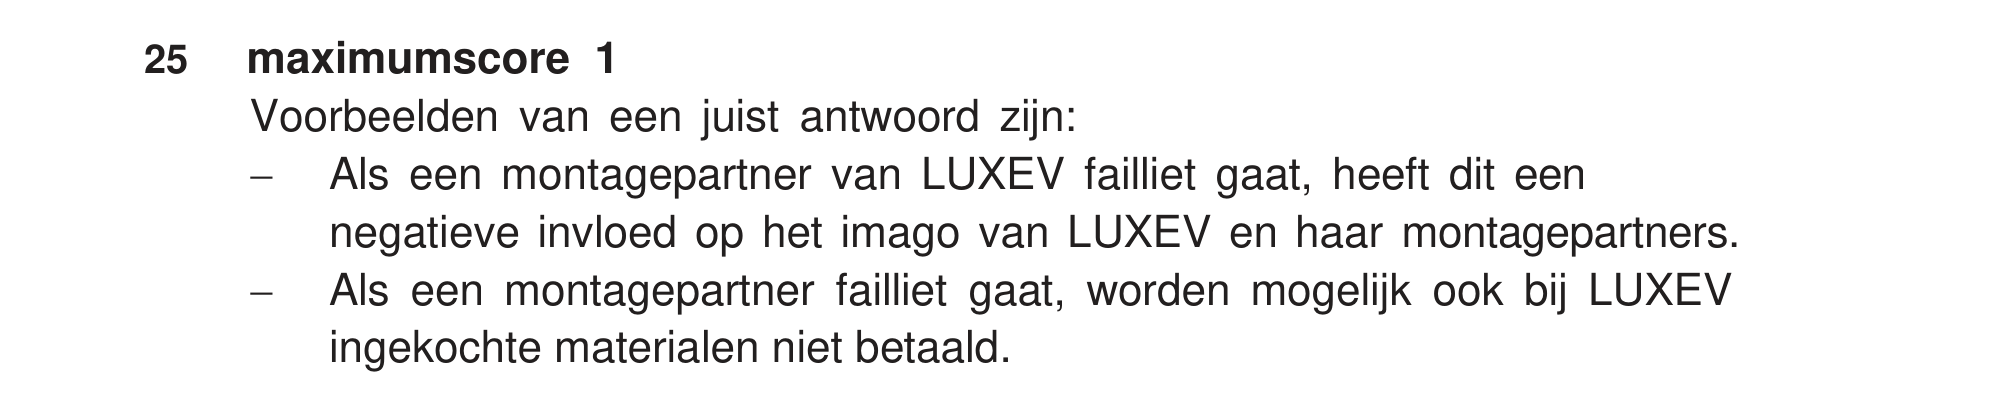 25 maximumscore 1
Voorbeelden van een juist antwoord zijn:
– Als een montagepartner van LUXEV failliet gaat, heeft dit een
negatieve invloed op het imago van LUXEV en haar montagepartners.
– Als een montagepartner failliet gaat, worden mogelijk ook bij LUXEV
ingekochte materialen niet betaald.